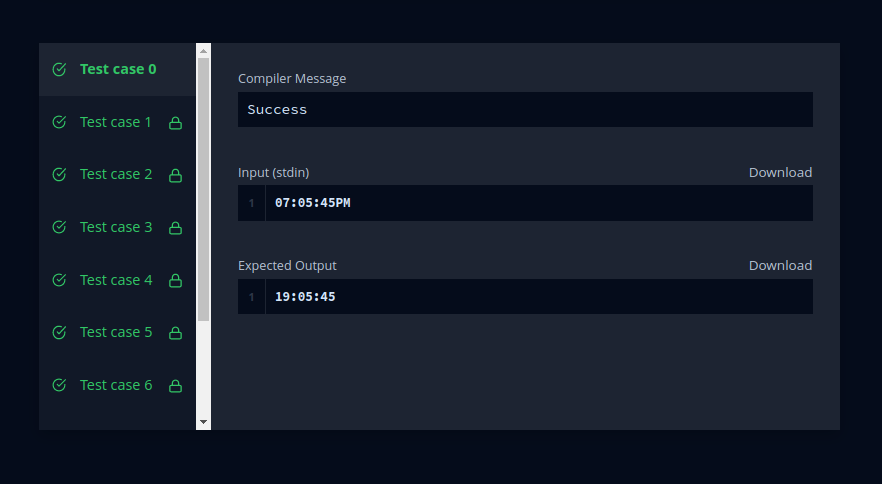 Test case 0
Test case 1
Test case 2
Test case 3
Test case 4
Test case 5
Test case 6
Compiler Message
Success
Input (stdin)
Download
1 07:05:45PM
Expected Output
Download
1 19:05:45